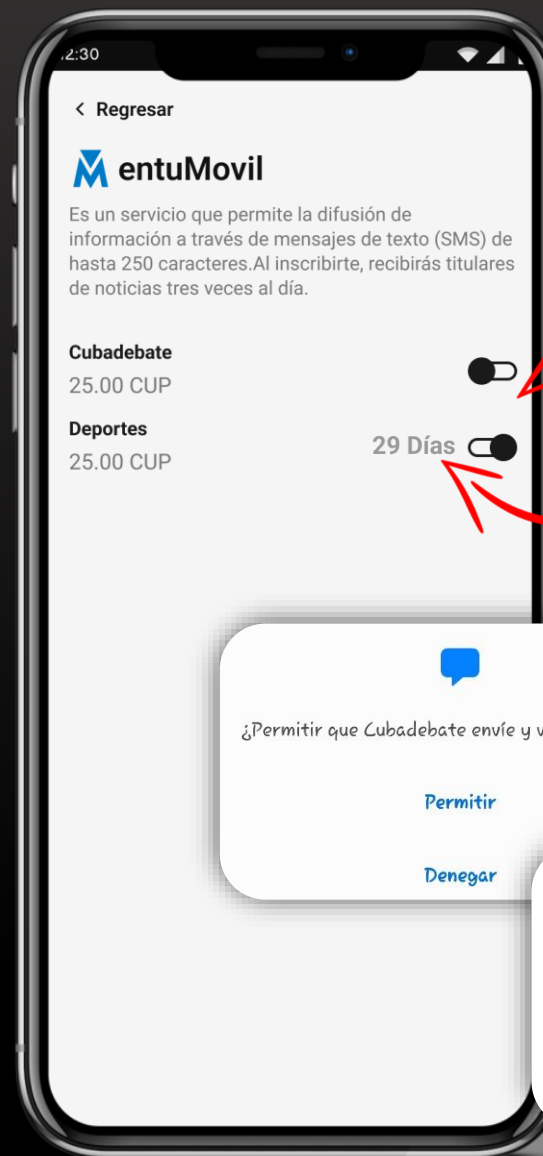 2:30
< Regresar
entuMovil
Es un servicio que permite la difusión de
información a través de mensajes de texto (SMS) de
hasta 250 caracteres.Al inscribirte, recibirás titulares
de noticias tres veces al día.
Cubadebate
25.00 CUP
Deportes
25.00 CUP
29 Días
¿Permitir que Cubadebate envíe y
Permitir
Denegar